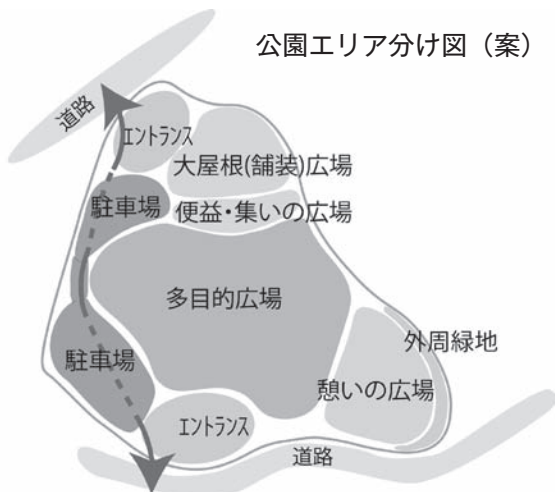 公園エリア分け図（案）
道路
エントランス
大屋根(舗装)広場
駐車場
便益・集いの広場
多目的広場
外周緑地
駐車場
憩いの広場
エントランス
道路